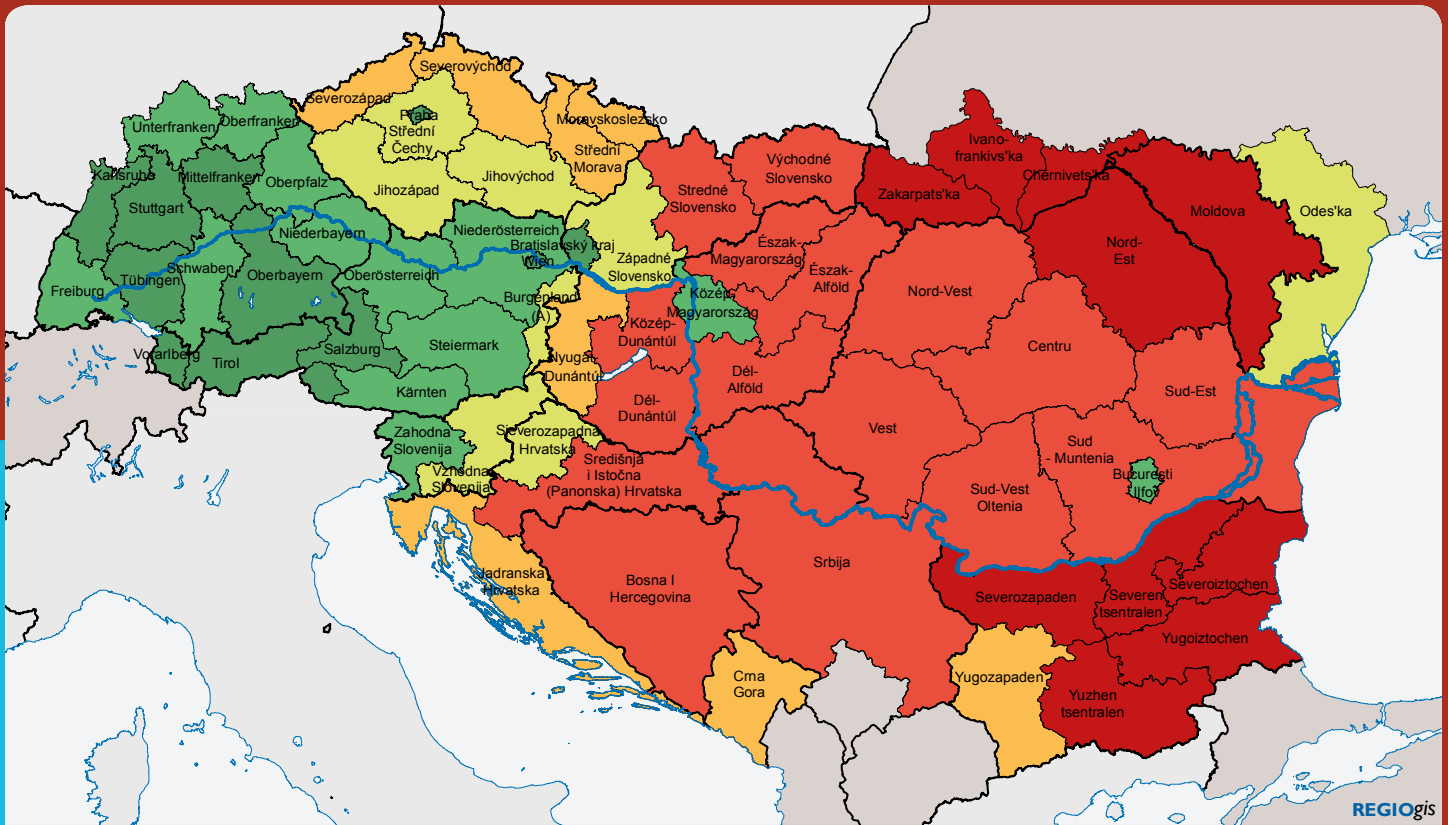 Severovýchod
Severozápad
Praha
Střední
Čechy
Moravskoslezsko
Střední
Morava
Jihozápad
Jihovýchod
Unterfranken
Oberfranken
Karlsruhe
Mittelfranken
Oberpfalz
Stuttgart
Niederbayern
Tübingen
Schwaben
Oberbayern
Freiburg
Niederösterreich
Bratislavský kraj
Wien
Oberösterreich
Burgenland
(A)
Vorarlberg
Tirol
Salzburg
Steiermark
Kärnten
Zahodna
Slovenija
Vzhodna
Slovenija
Sjeverozapadna
Hrvatska
Središnja
i Istočna
(Panonska) Hrvatska
Jadranska
Hrvatska
Bosna I
Hercegovina
Crna
Gora
Srbija
Západné
Slovensko
Stredné
Slovensko
Východné
Slovensko
Észak-
Magyarország
Észak-
Alföld
Közép-
Magyarország
Közép-
Dunántúl
Nyugat-
Dunántúl
Dél-
Dunántúl
Dél-
Alföld
Zakarpats'ka
Ivano-
frankivs'ka
Chernivets'ka
Moldova
Odes'ka
Nord-
Est
Nord-Vest
Centru
Sud-Est
Vest
Sud
- Muntenia
Bucuresti
Ilfov
Sud-Vest
Oltenia
Severozapaden
Severen
tsentralen
Severoiztochen
Yugoiztochen
Yugozapaden
Yuzhen
tsentralen
REGIOgis